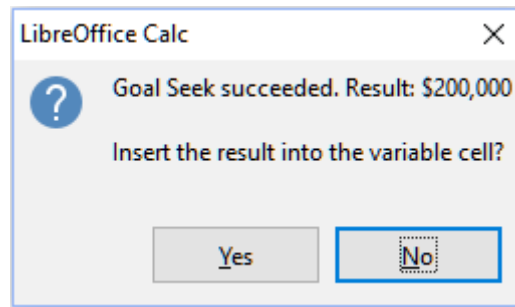 LibreOffice Calc
Goal Seek succeeded. Result: $200,000
Insert the result into the variable cell?
Yes No